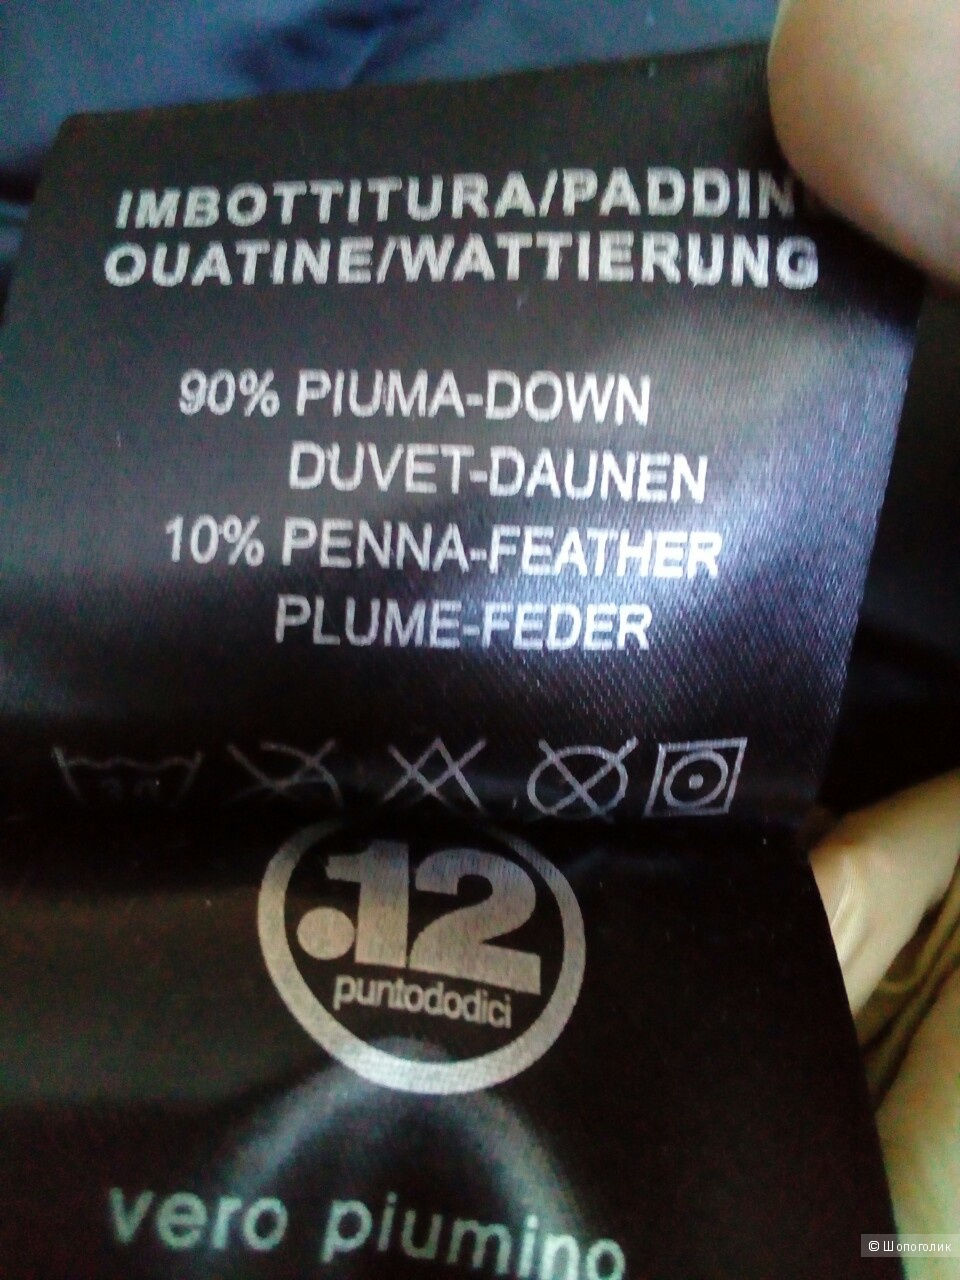 IMBOTTITURA/PADDIN
OUATINE/WATTIERUNG
90% PIUMA-DOWN
DUVET-DAUNEN
10% PENNA-FEATHER
PLUME-FEDER
30
.12
puntododici
vero piumino
© Шопоголик